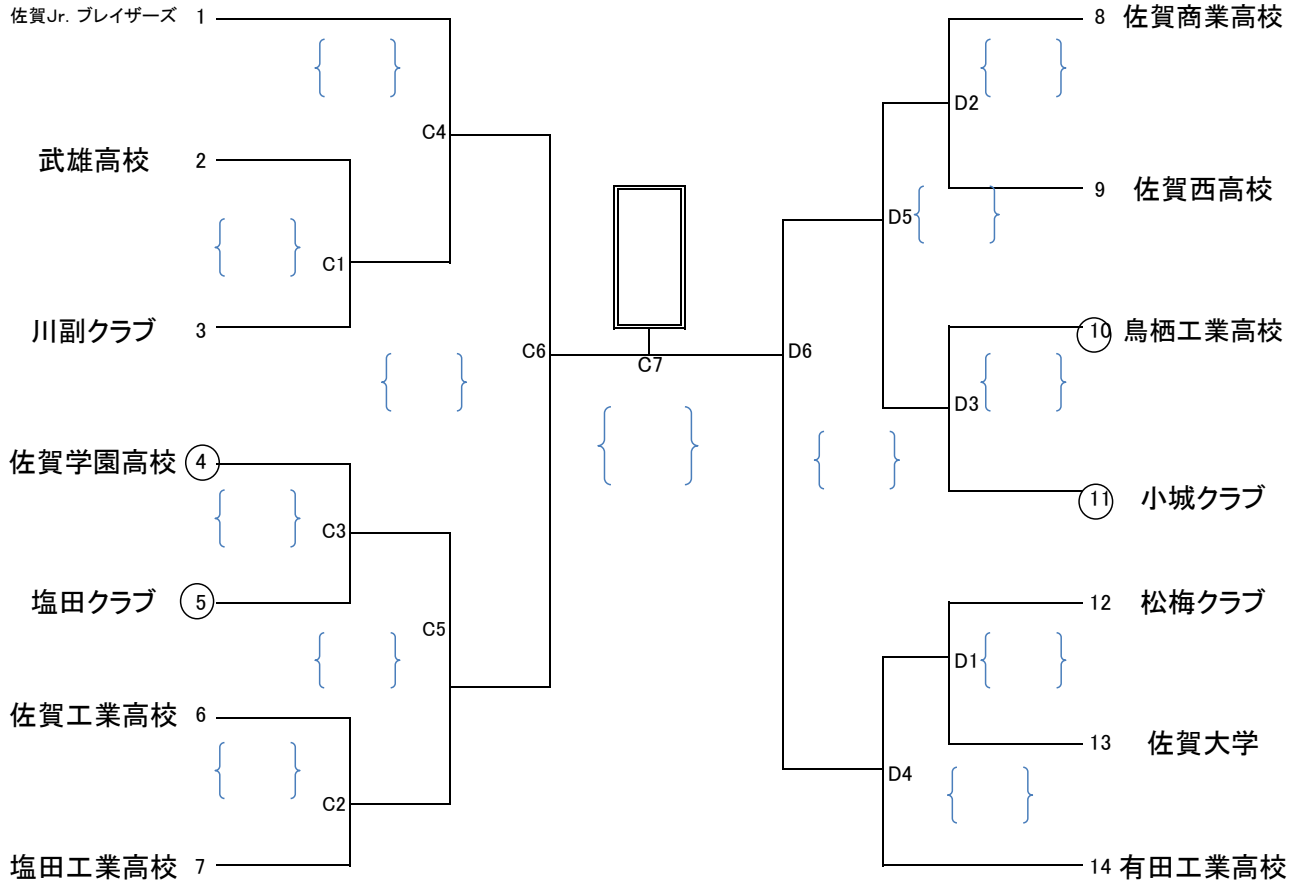 佐賀Jr. ブレイザーズ 1
8 佐賀商業高校
D2
C4
武雄高校 2
9 佐賀西高校
D5
C1
川副クラブ 3
10 鳥栖工業高校
C6
C7
D6
D3
佐賀学園高校 4
11 小城クラブ
C3
塩田クラブ 5
12 松梅クラブ
C5
D1
佐賀工業高校 6
13 佐賀大学
D4
C2
塩田工業高校 7
14 有田工業高校